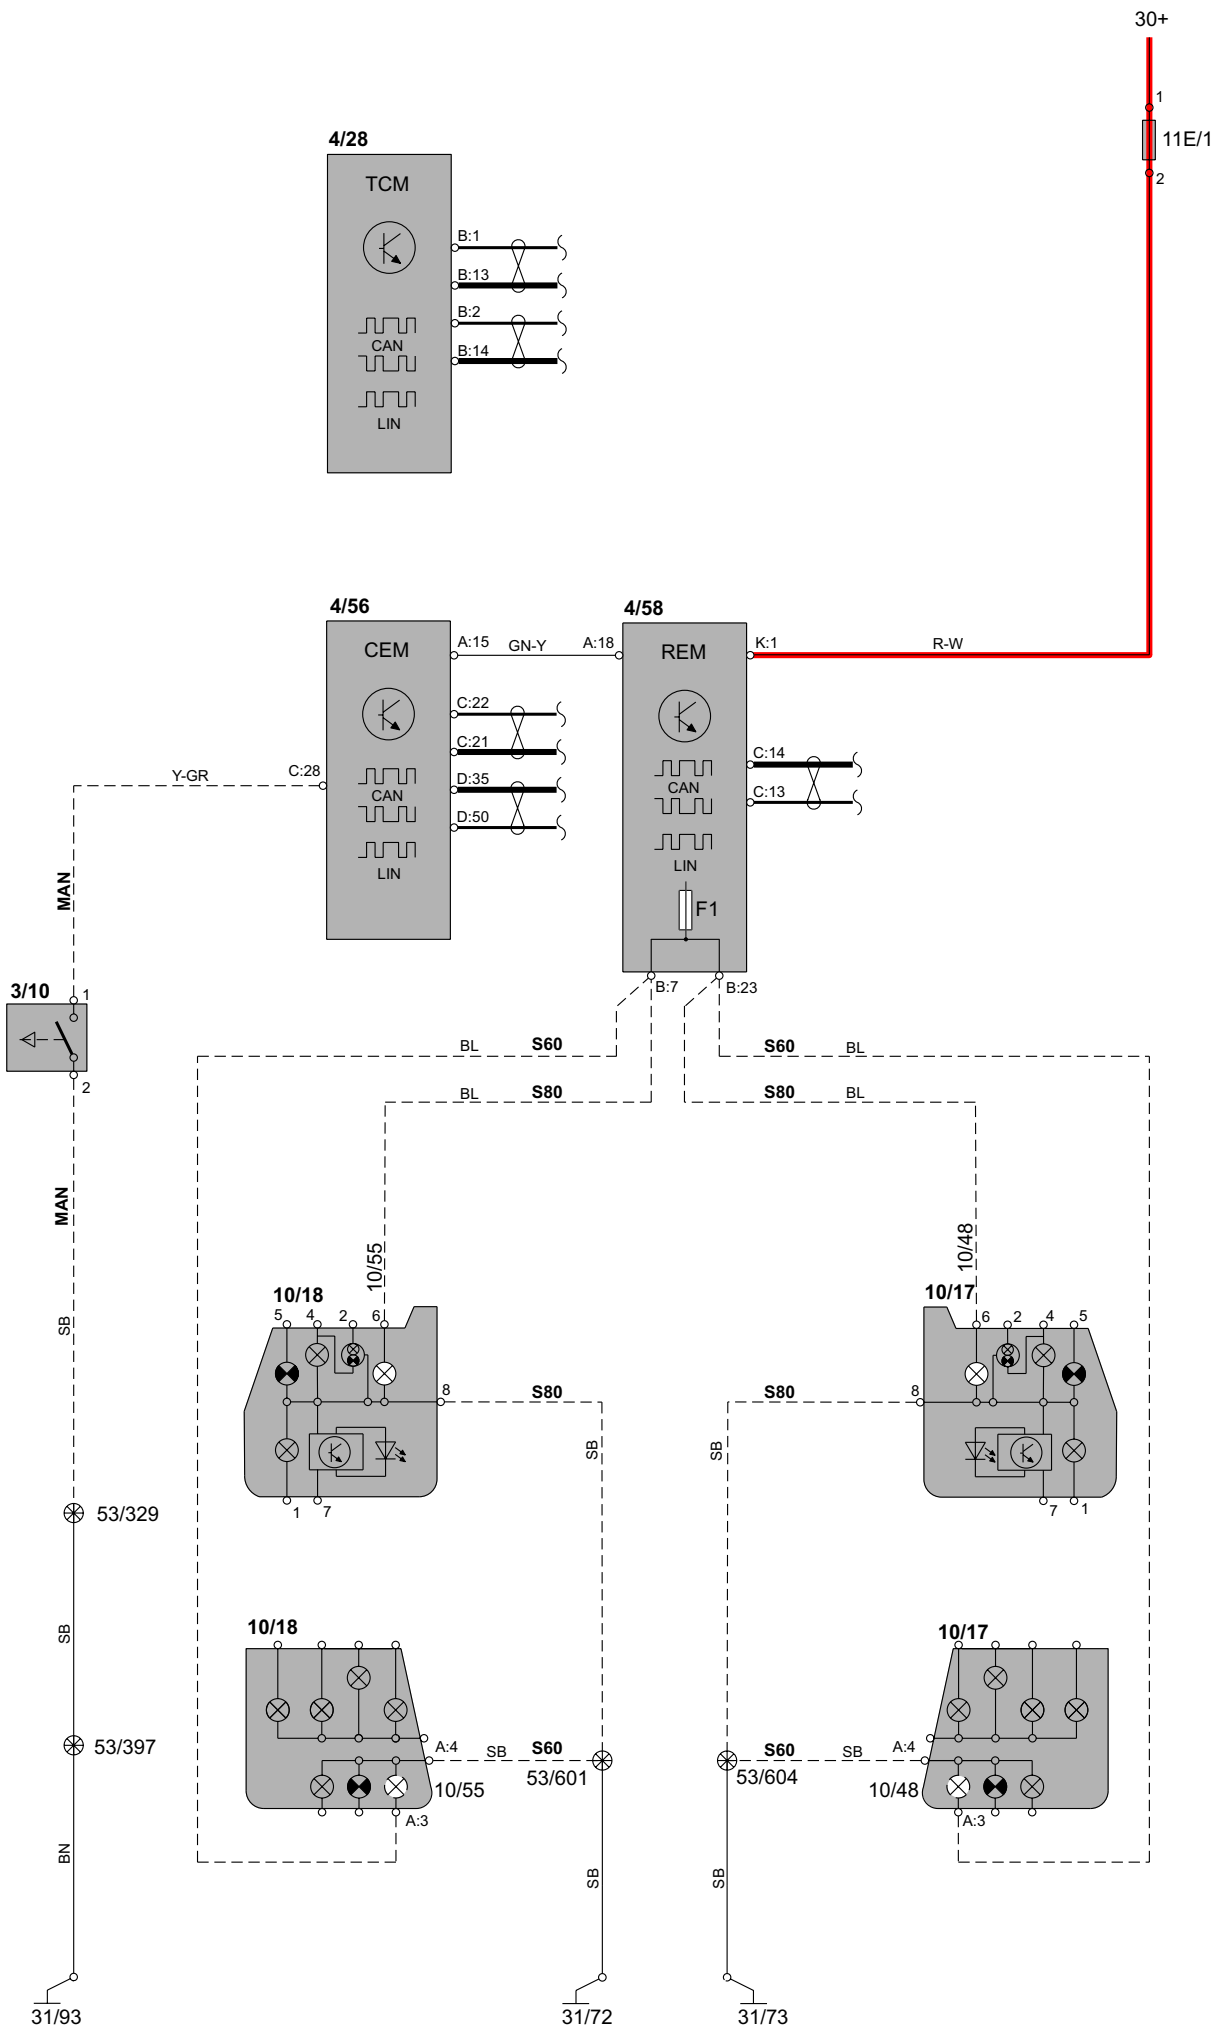 30+
1
11E/1
2
4/28
TCM
B:1
B:13
B:2
B:14
CAN
LIN
4/56
CEM
A:15
GN-Y
A:18
4/58
REM
K:1
R-W
C:22
C:21
D:35
D:50
C:28
Y-GR
CAN
LIN
C:14
C:13
CAN
LIN
F1
B:7
B:23
MAN
3/10
1
2
BL
S60
S60
BL
BL
S80
S80
BL
MAN
SB
10/55
10/48
10/18
5
4
2
6
8
1
7
S80
SB
10/17
6
2
4
5
8
7
1
S80
SB
53/329
SB
53/397
BN
31/93
10/18
A:4
SB
S60
53/601
10/55
A:3
SB
31/72
10/17
A:4
SB
S60
53/604
10/48
A:3
SB
31/73